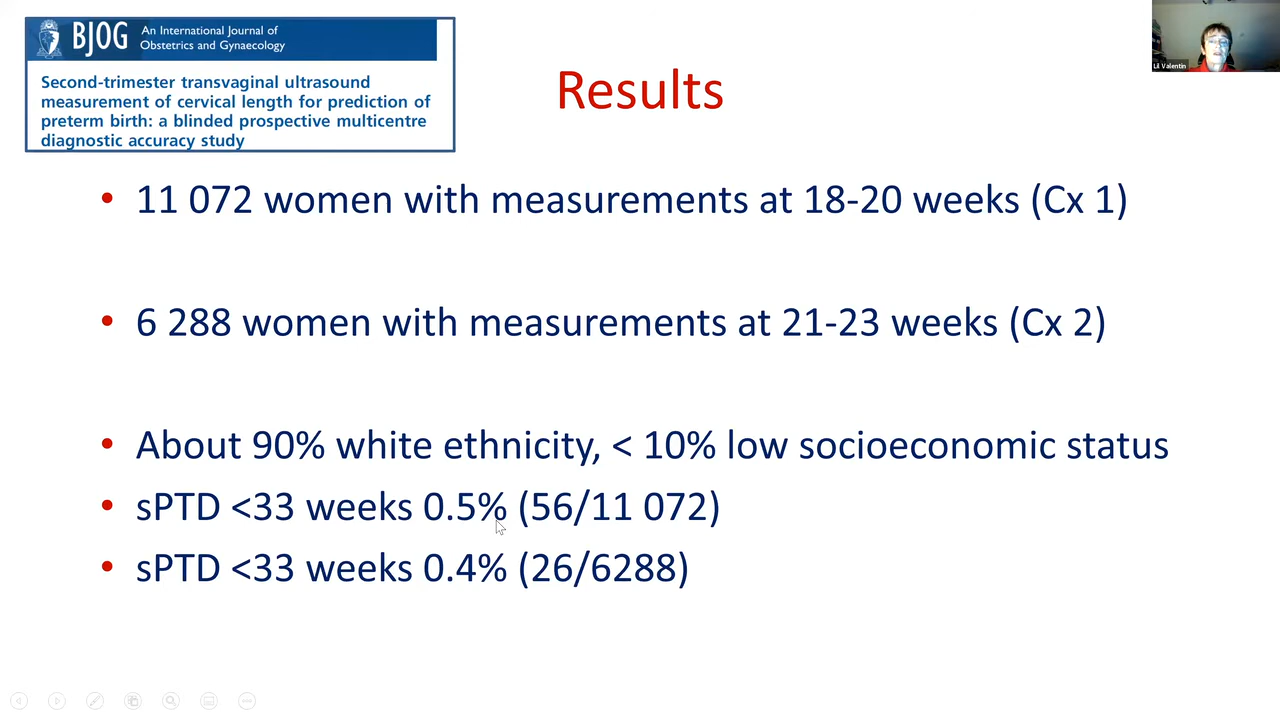 BJOG An International Journal of
Obstetrics and Gynaecology
Second-trimester transvaginal ultrasound
measurement of cervical length for prediction of
preterm birth: a blinded prospective multicentre
diagnostic accuracy study
Lil Valentin
Results
• 11 072 women with measurements at 18-20 weeks (Cx 1)
• 6 288 women with measurements at 21-23 weeks (Cx 2)
• About 90% white ethnicity, < 10% low socioeconomic status
• sPTD <33 weeks 0.5% (56/11 072)
• sPTD <33 weeks 0.4% (26/6288)